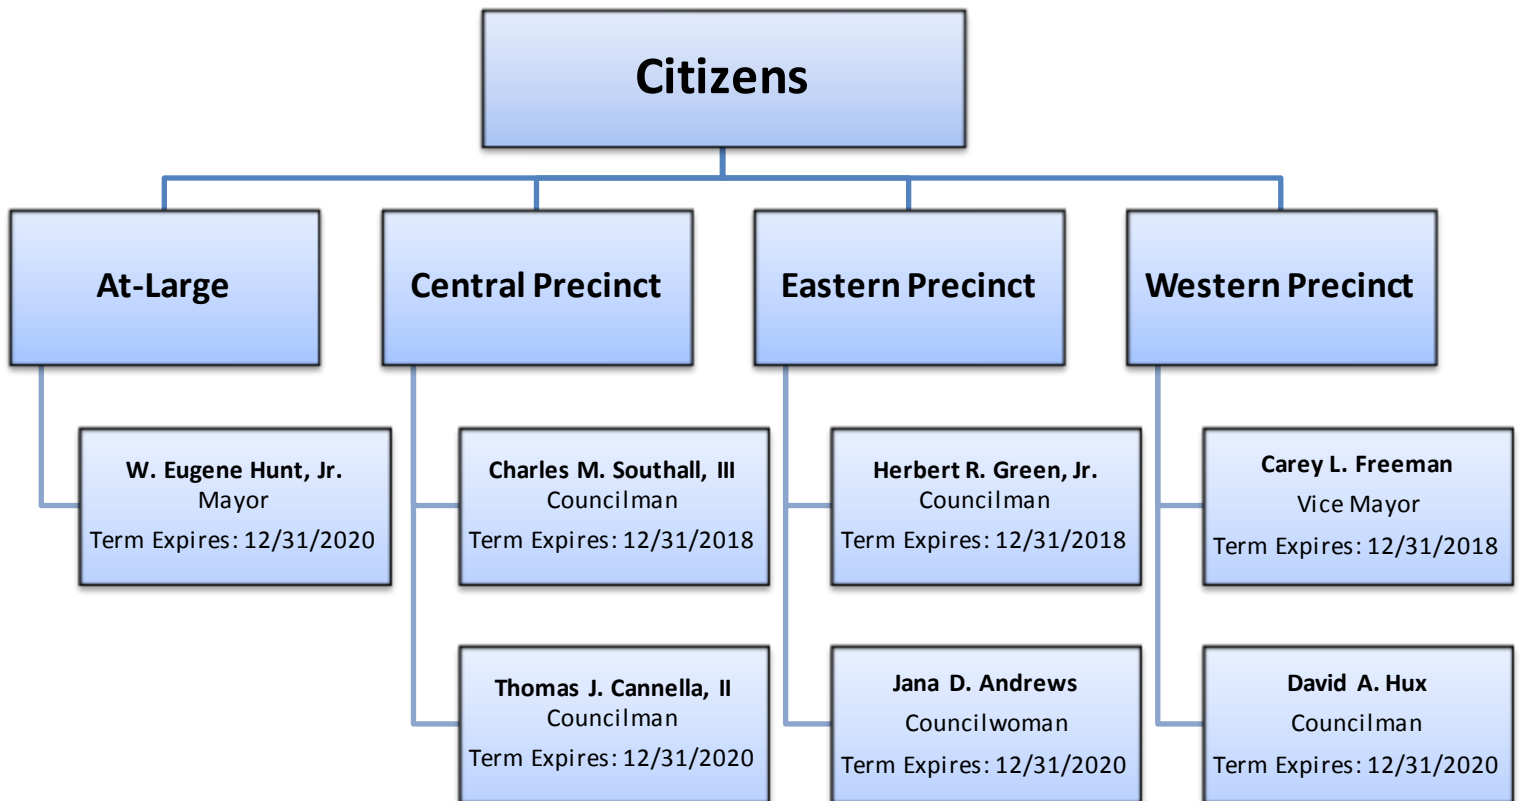 Citizens
At-Large
Central Precinct
Eastern Precinct
Western Precinct
W. Eugene Hunt, Jr.
Mayor
Term Expires: 12/31/2020
Charles M. Southall, III
Councilman
Term Expires: 12/31/2018
Herbert R. Green, Jr.
Councilman
Term Expires: 12/31/2018
Carey L. Freeman
Vice Mayor
Term Expires: 12/31/2018
Thomas J. Cannella, II
Councilman
Term Expires: 12/31/2020
Jana D. Andrews
Councilwoman
Term Expires: 12/31/2020
David A. Hux
Councilman
Term Expires: 12/31/2020